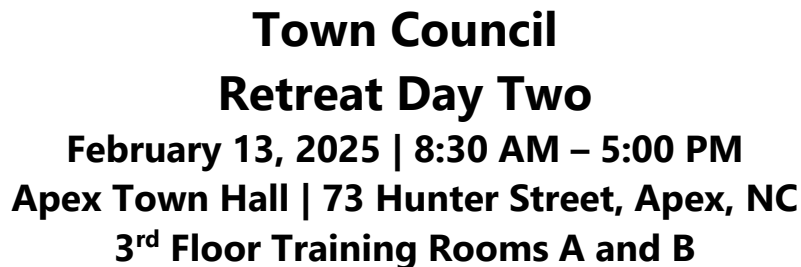 Town Council
Retreat Day Two
February 13, 2025 | 8:30 AM – 5:00 PM
Apex Town Hall | 73 Hunter Street, Apex, NC
3rd Floor Training Rooms A and B